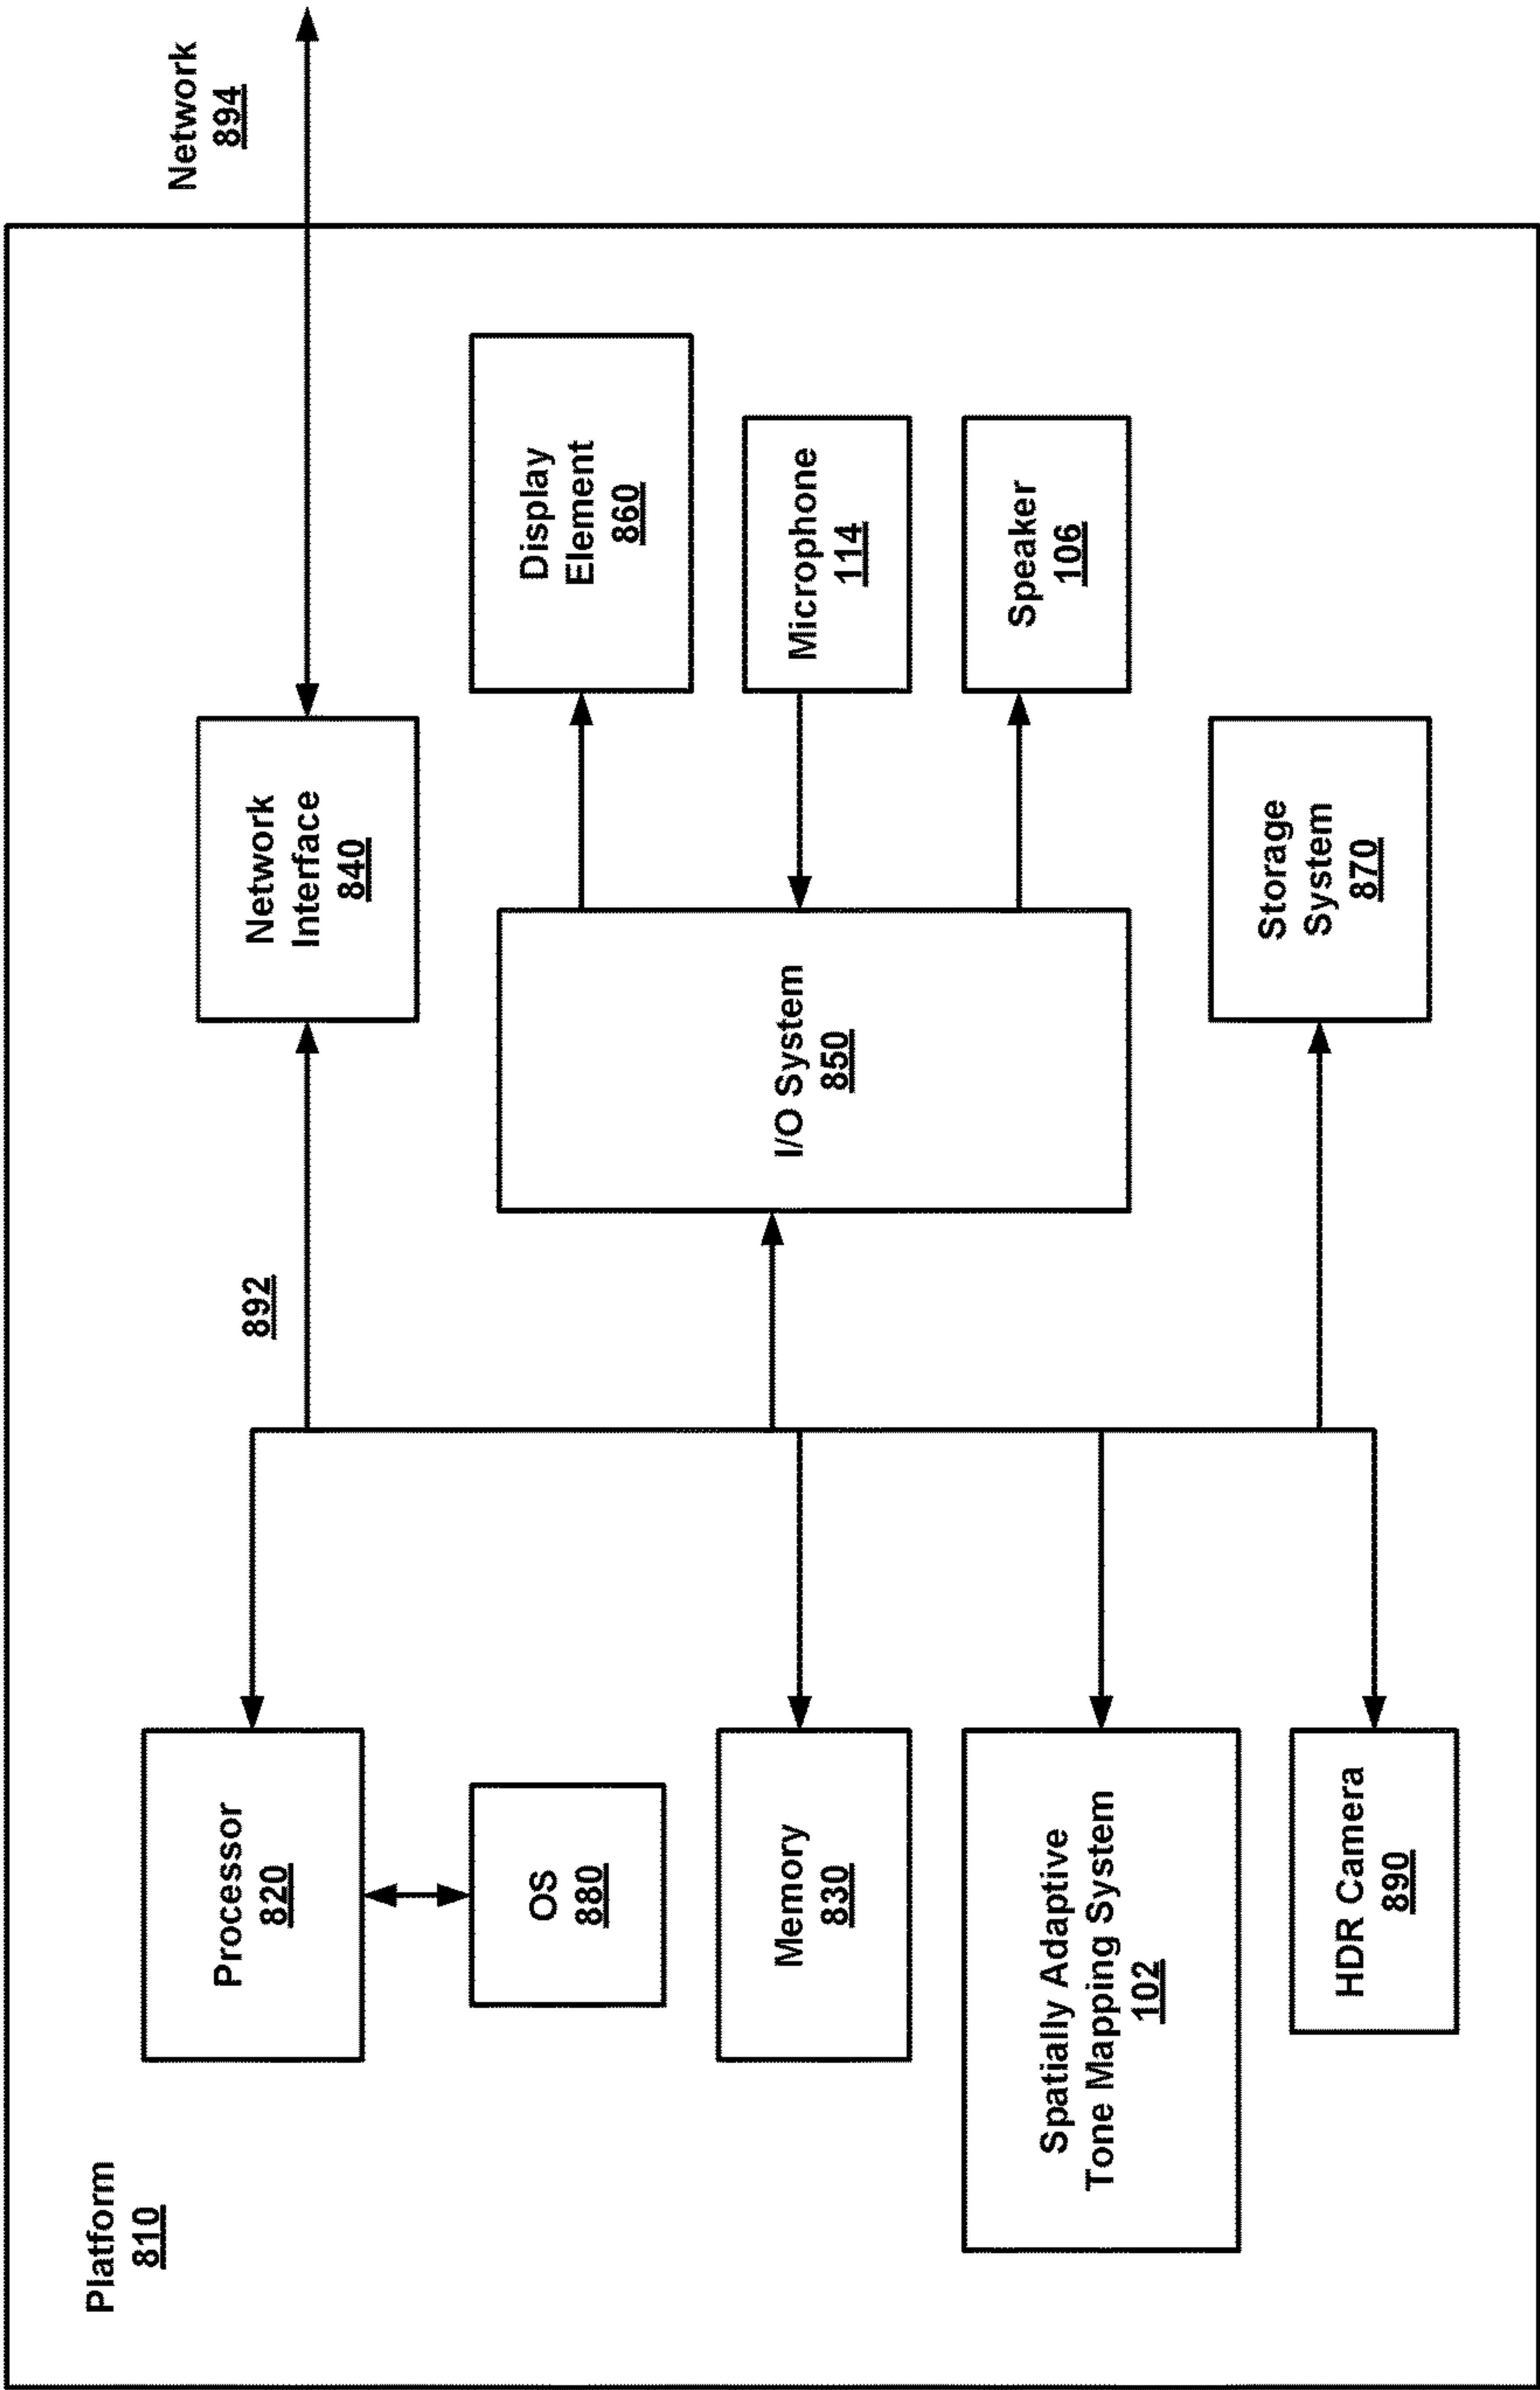 Platform
810
Processor
820
OS
880
Memory
830
Spatially Adaptive
Tone Mapping System
102
HDR Camera
890
892
Network
Interface
840
I/O System
850
Storage
System
870
Display
Element
860
Microphone
114
Speaker
106
Network
894